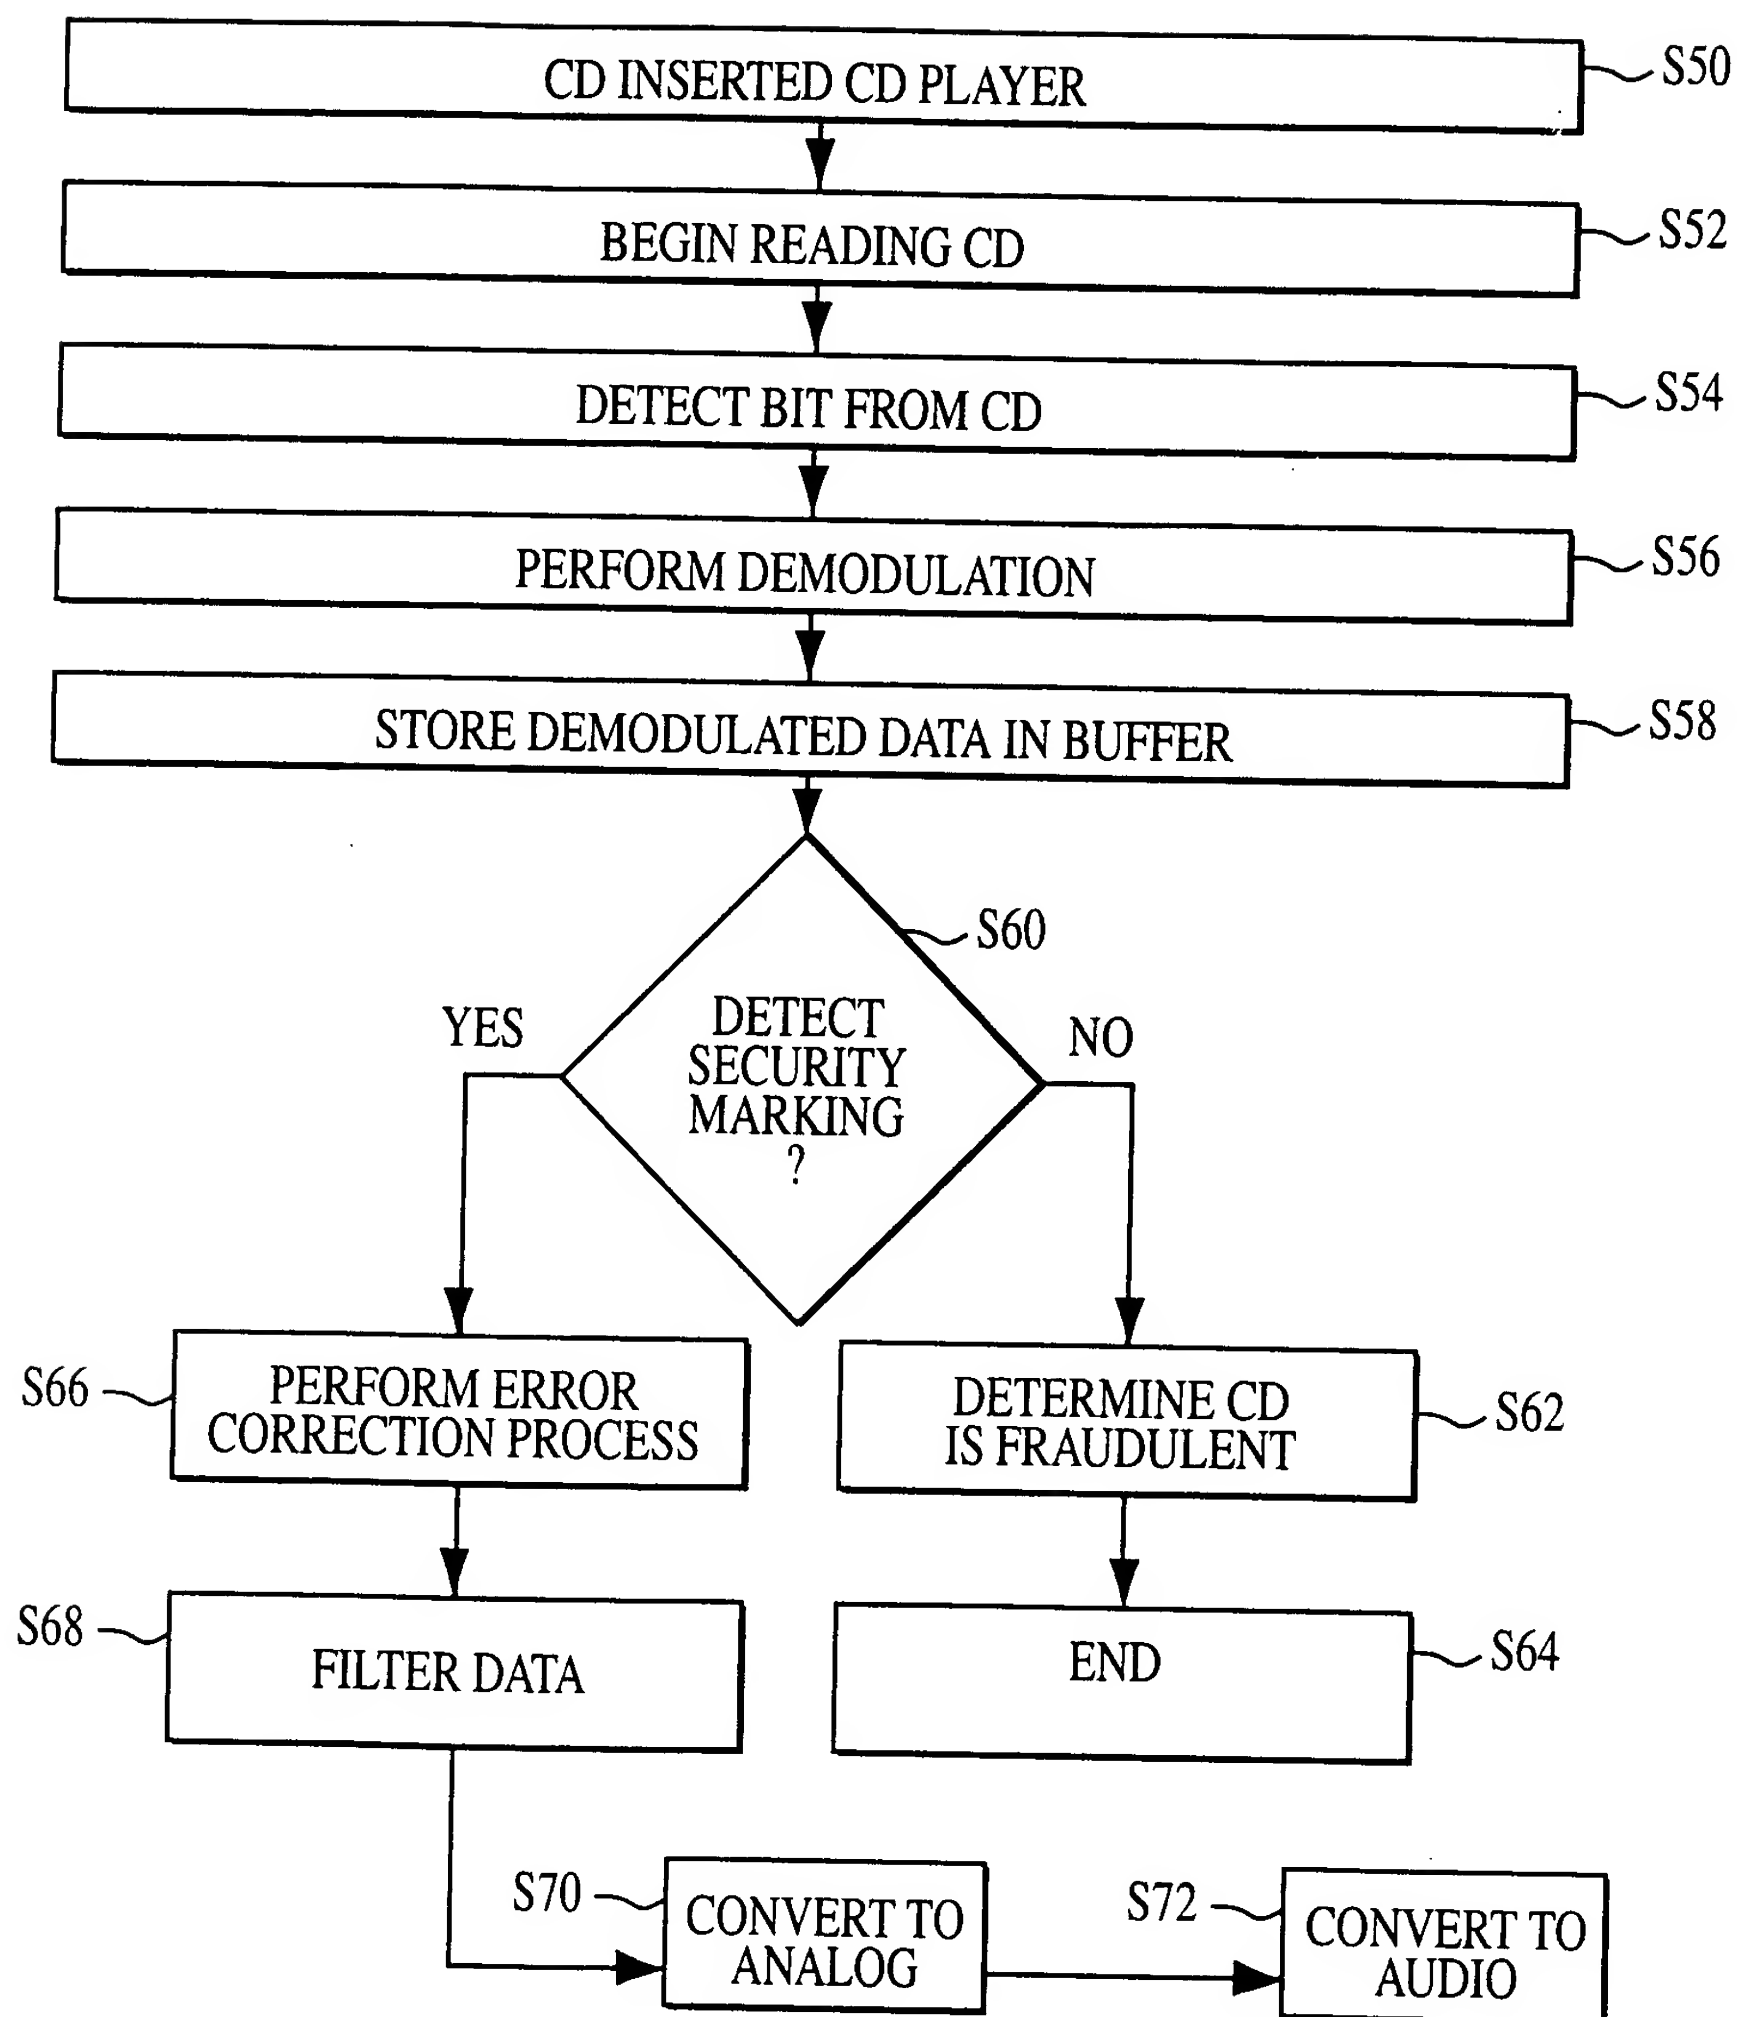 CD INSERTED CD PLAYER
S50
BEGIN READING CD
S52
DETECT BIT FROM CD
S54
PERFORM DEMODULATION
S56
STORE DEMODULATED DATA IN BUFFER
S58
S60
DETECT
SECURITY
MARKING
?
YES
NO
S66
PERFORM ERROR
CORRECTION PROCESS
DETERMINE CD
IS FRAUDULENT
S62
S68
FILTER DATA
END
S64
S70
CONVERT TO
ANALOG
S72
CONVERT TO
AUDIO